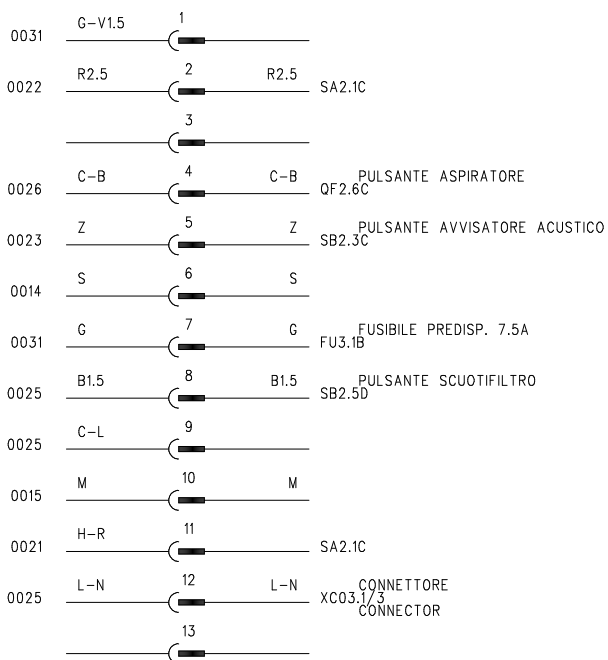 G-V1.5 1
0031
R2.5 2 R2.5
0022 SA2.1C
3
C-B 4 C-B PULSANTE ASPIRATORE
0026 QF2.6C
Z 5 Z PULSANTE AVVISATORE ACUSTICO
0023 SB2.3C
S 6 S
0014
G 7 G FUSIBILE PREDISP. 7.5A
0031 FU3.1B
B1.5 8 B1.5 PULSANTE SCUOTIFILTRO
0025 SB2.5D
C-L 9
0025
M 10 M
0015
H-R 11
0021 SA2.1C
L-N 12 L-N CONNETTORE
0025 XC03.1/3
CONNECTOR
13